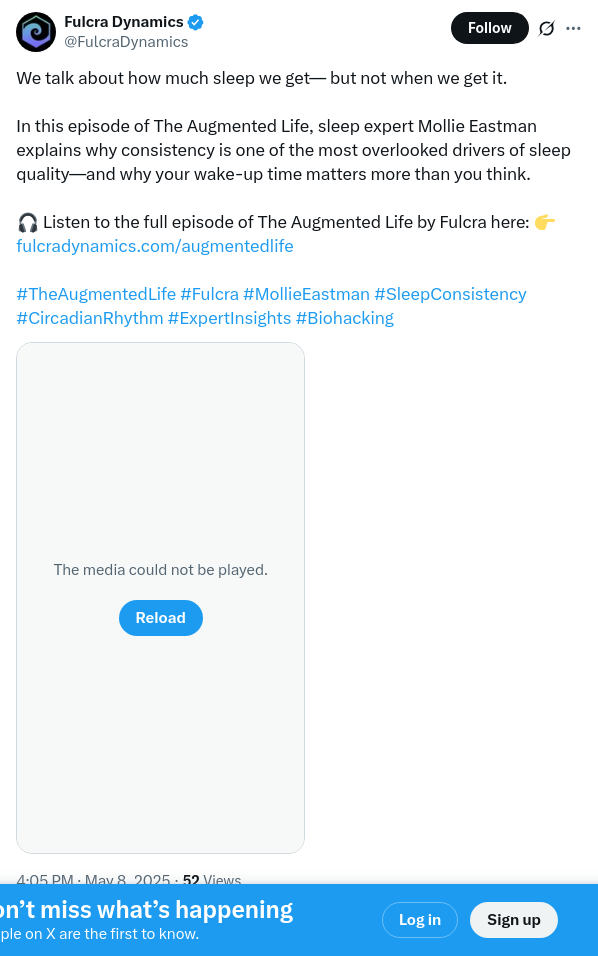 Fulcra Dynamics
@FulcraDynamics
Follow
We talk about how much sleep we get— but not when we get it.
In this episode of The Augmented Life, sleep expert Mollie Eastman
explains why consistency is one of the most overlooked drivers of sleep
quality—and why your wake-up time matters more than you think.
🎧 Listen to the full episode of The Augmented Life by Fulcra here: 👉
fulcradynamics.com/augmentedlife
#TheAugmentedLife #Fulcra #MollieEastman #SleepConsistency
#CircadianRhythm #ExpertInsights #Biohacking
The media could not be played.
Reload
4:05 PM · May 8, 2025 · 52 Views
on’t miss what’s happening
ple on X are the first to know.
Log in
Sign up